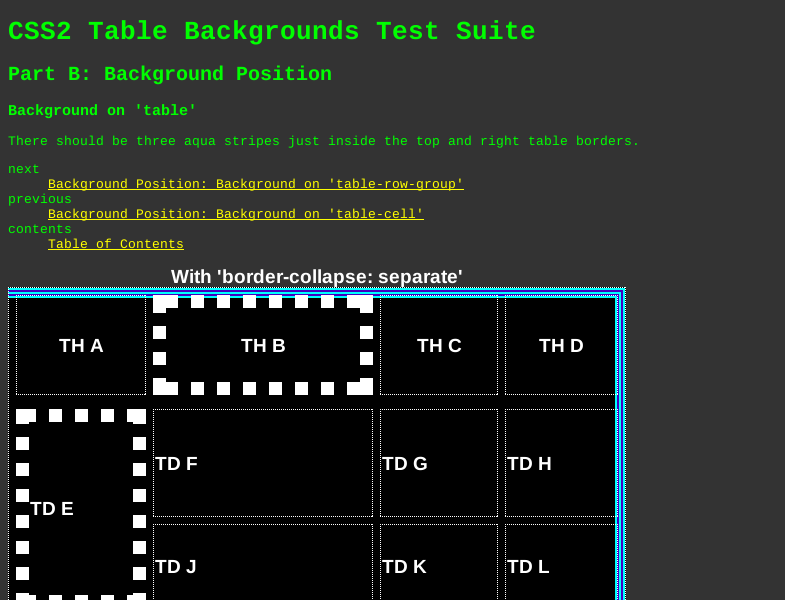 CSS2 Table Backgrounds Test Suite
Part B: Background Position
Background on 'table'
There should be three aqua stripes just inside the top and right table borders.
next
Background Position: Background on 'table-row-group'
previous
Background Position: Background on 'table-cell'
contents
Table of Contents
With 'border-collapse: separate'
TH A TH B TH C TH D
TD F TD G TD H
TD E
TD J TD K TD L